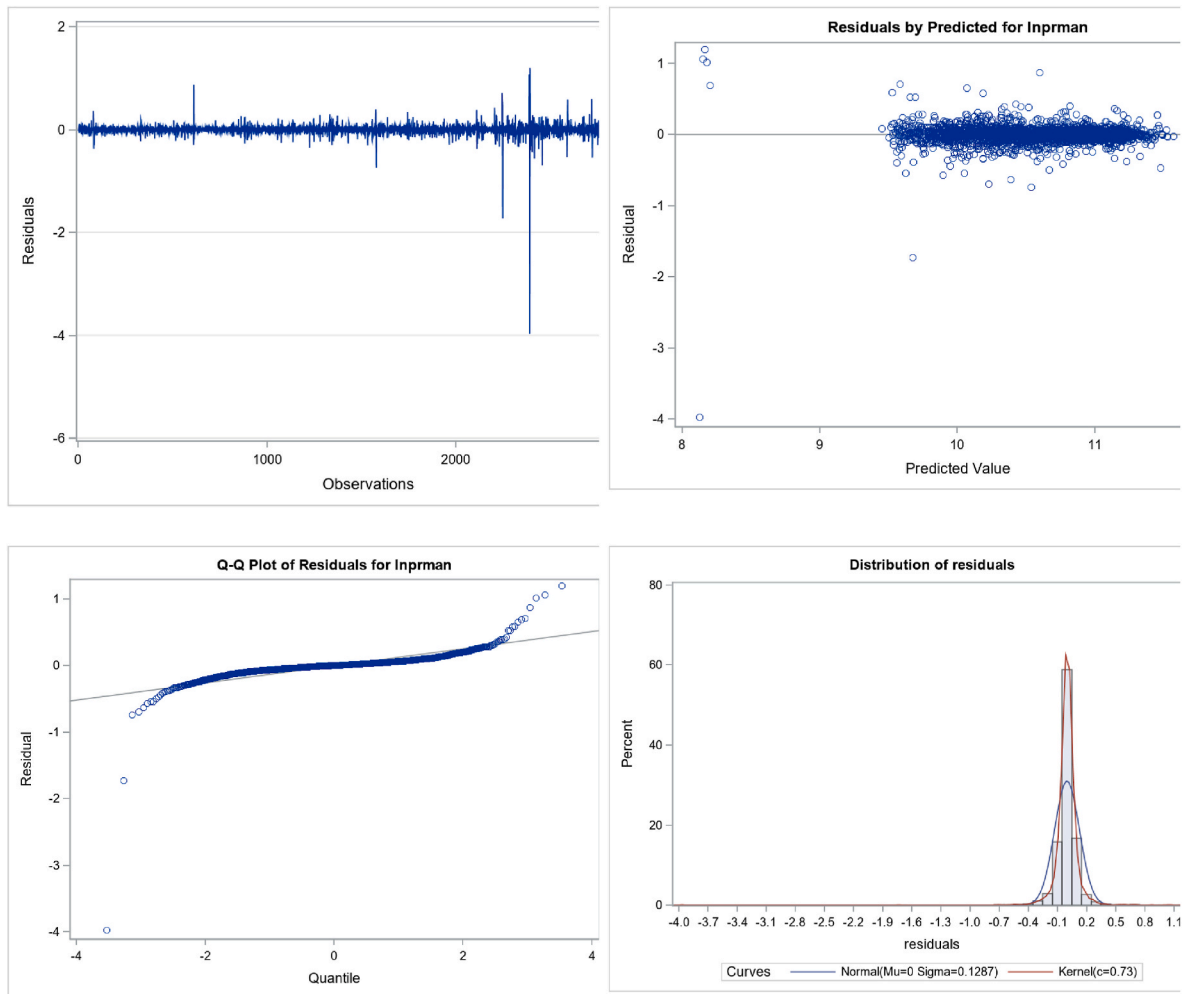 2
0
-2
-4
-6
Residuals
0 1000 2000
Observations
Residuals by Predicted for lnprman
1
0
-1
-2
-3
-4
Residual
8 9 10 11
Predicted Value
Q-Q Plot of Residuals for lnprman
1
0
-1
-2
-3
-4
Residual
-4 -2 0 2 4
Quantile
Distribution of residuals
80
60
40
20
0
Percent
-4.0 -3.7 -3.4 -3.1 -2.8 -2.5 -2.2 -1.9 -1.6 -1.3 -1.0 -0.7 -0.4 -0.1 0.2 0.5 0.8 1.1
residuals
Curves Normal(Mu=0 Sigma=0.1287) Kernel(c=0.73)